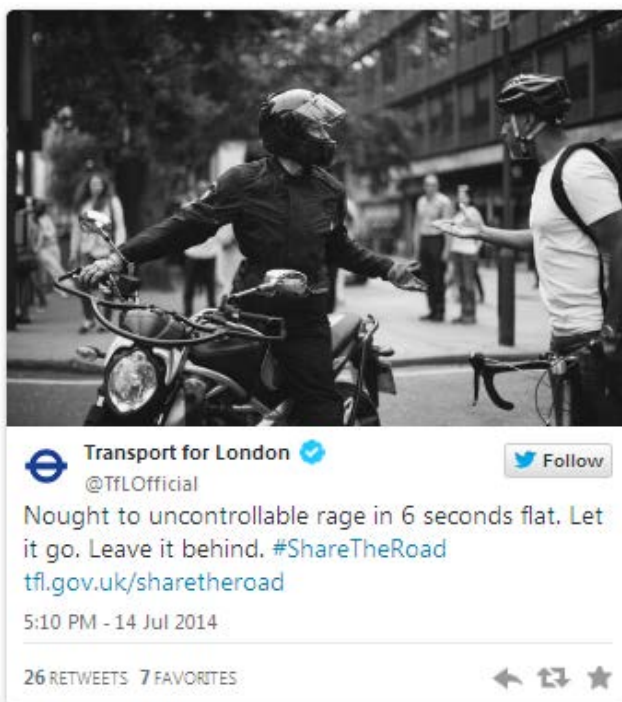 Transport for London
@TfLOfficial
Follow
Nought to uncontrollable rage in 6 seconds flat. Let
it go. Leave it behind. #ShareTheRoad
tfl.gov.uk/sharetheroad
5:10 PM - 14 Jul 2014
26 RETWEETS 7 FAVORITES